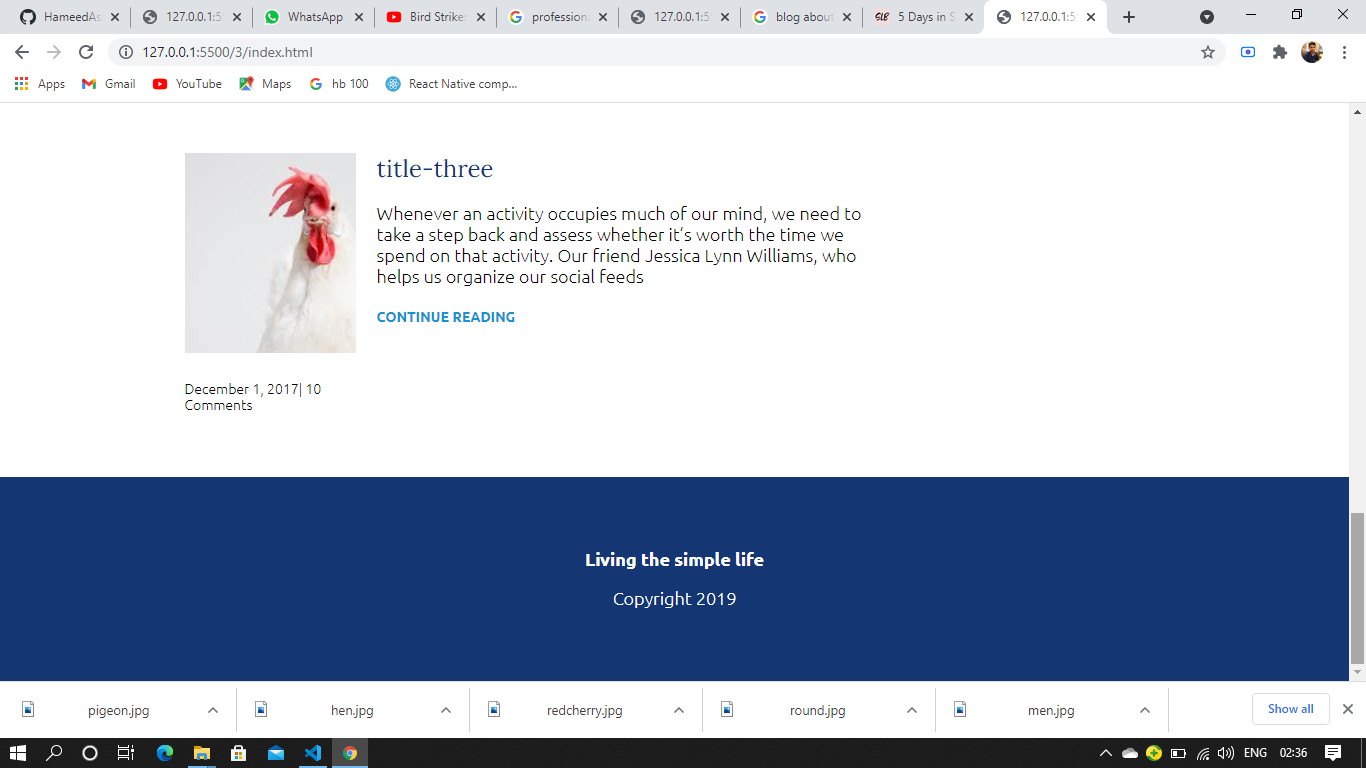 HameedAs
127.0.0.1:5
WhatsApp
Bird Strike:
profession
127.0.0.1:5
blog about
SLB
5 Days in S
127.0.0.1:5
127.0.0.1:5500/3/index.html
Apps
Gmail
YouTube
Maps
hb 100
React Native comp...
title-three
Whenever an activity occupies much of our mind, we need to
take a step back and assess whether it's worth the time we
spend on that activity. Our friend Jessica Lynn Williams, who
helps us organize our social feeds
CONTINUE READING
December 1, 2017| 10
Comments
Living the simple life
Copyright 2019
pigeon.jpg
hen.jpg
redcherry.jpg
round.jpg
men.jpg
Show all
ENG
02:36